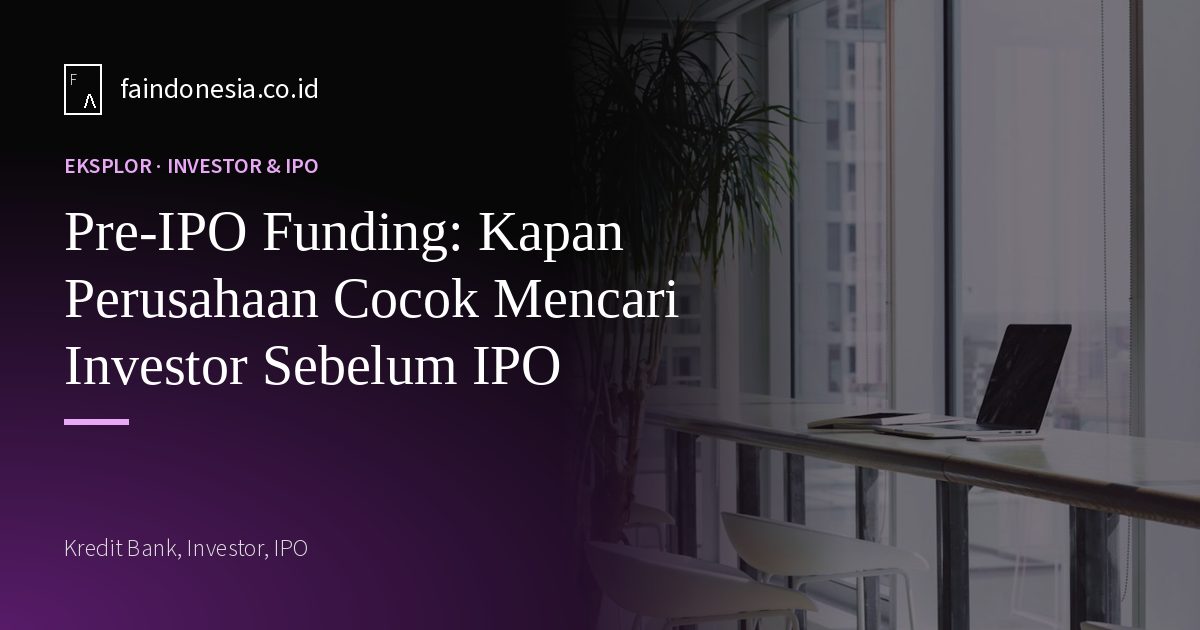 F
A
faindonesia.co.id
EKSPLOR · INVESTOR & IPO
Pre-IPO Funding: Kapan
Perusahaan Cocok Mencari
Investor Sebelum IPO
Kredit Bank, Investor, IPO